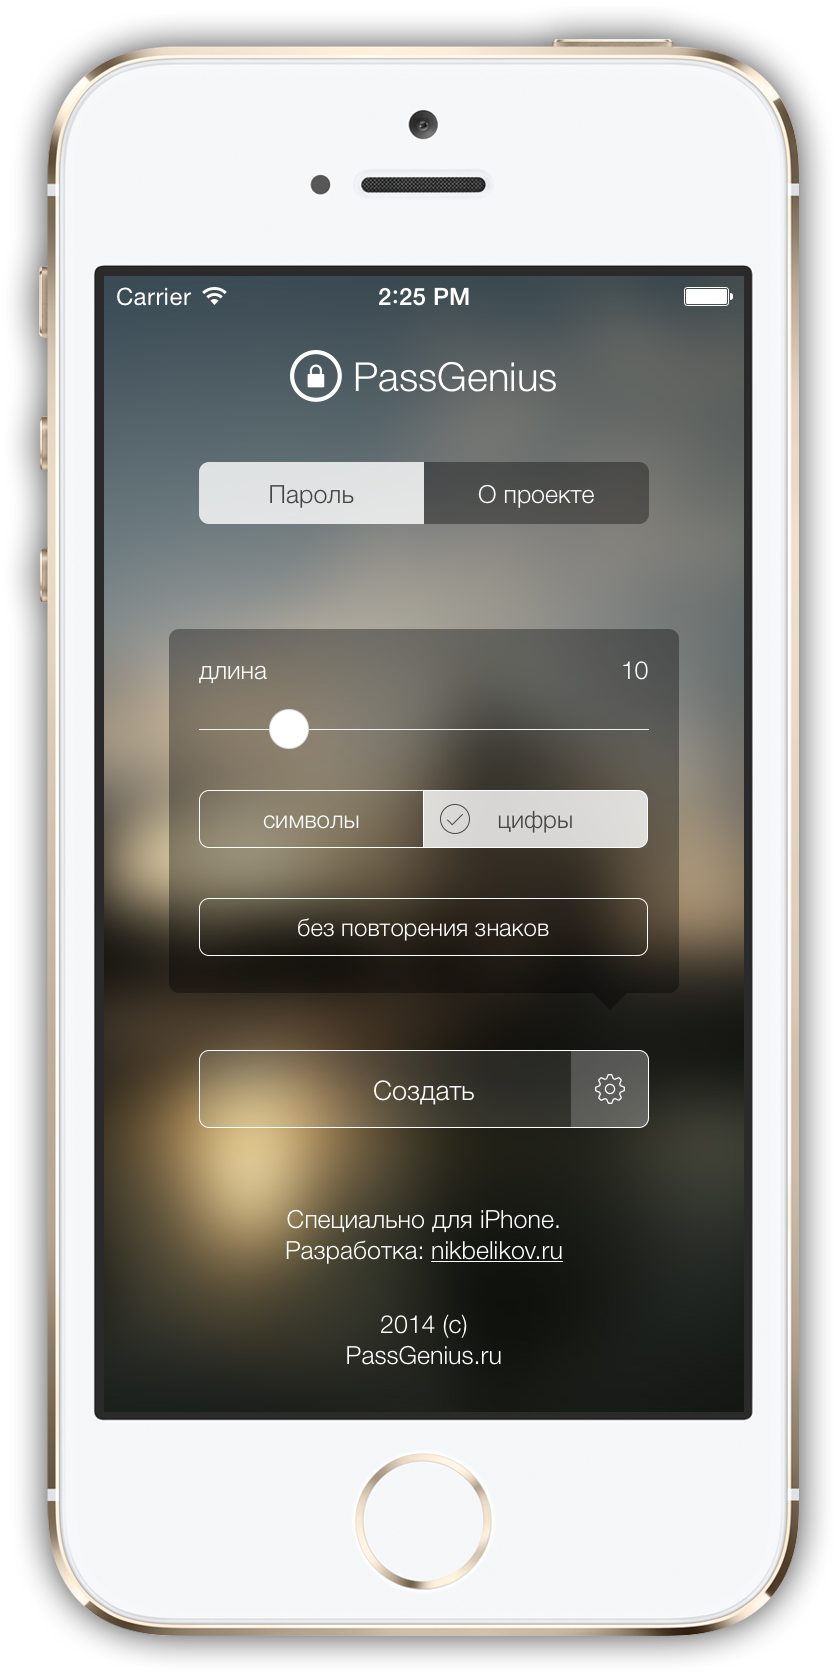 Carrier 2:25 PM
PassGenius
Пароль О проекте
длина 10
символы цифры
без повторения знаков
Создать
Специально для iPhone.
Разработка: nikbelikov.ru
2014 (c)
PassGenius.ru